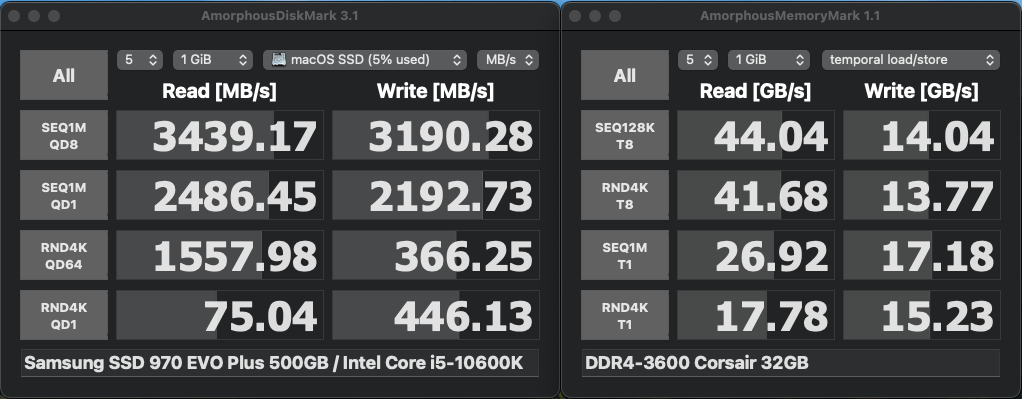 AmorphousDiskMark 3.1
All
5
1 GiB
macOS SSD (5% used)
MB/s
Read [MB/s]
Write [MB/s]
SEQ1M
QD8
3439.17
3190.28
SEQ1M
QD1
2486.45
2192.73
RND4K
QD64
1557.98
366.25
RND4K
QD1
75.04
446.13
Samsung SSD 970 EVO Plus 500GB / Intel Core i5-10600K
AmorphousMemoryMark 1.1
All
5
1 GiB
temporal load/store
Read [GB/s]
Write [GB/s]
SEQ128K
T8
44.04
14.04
RND4K
T8
41.68
13.77
SEQ1M
T1
26.92
17.18
RND4K
T1
17.78
15.23
DDR4-3600 Corsair 32GB